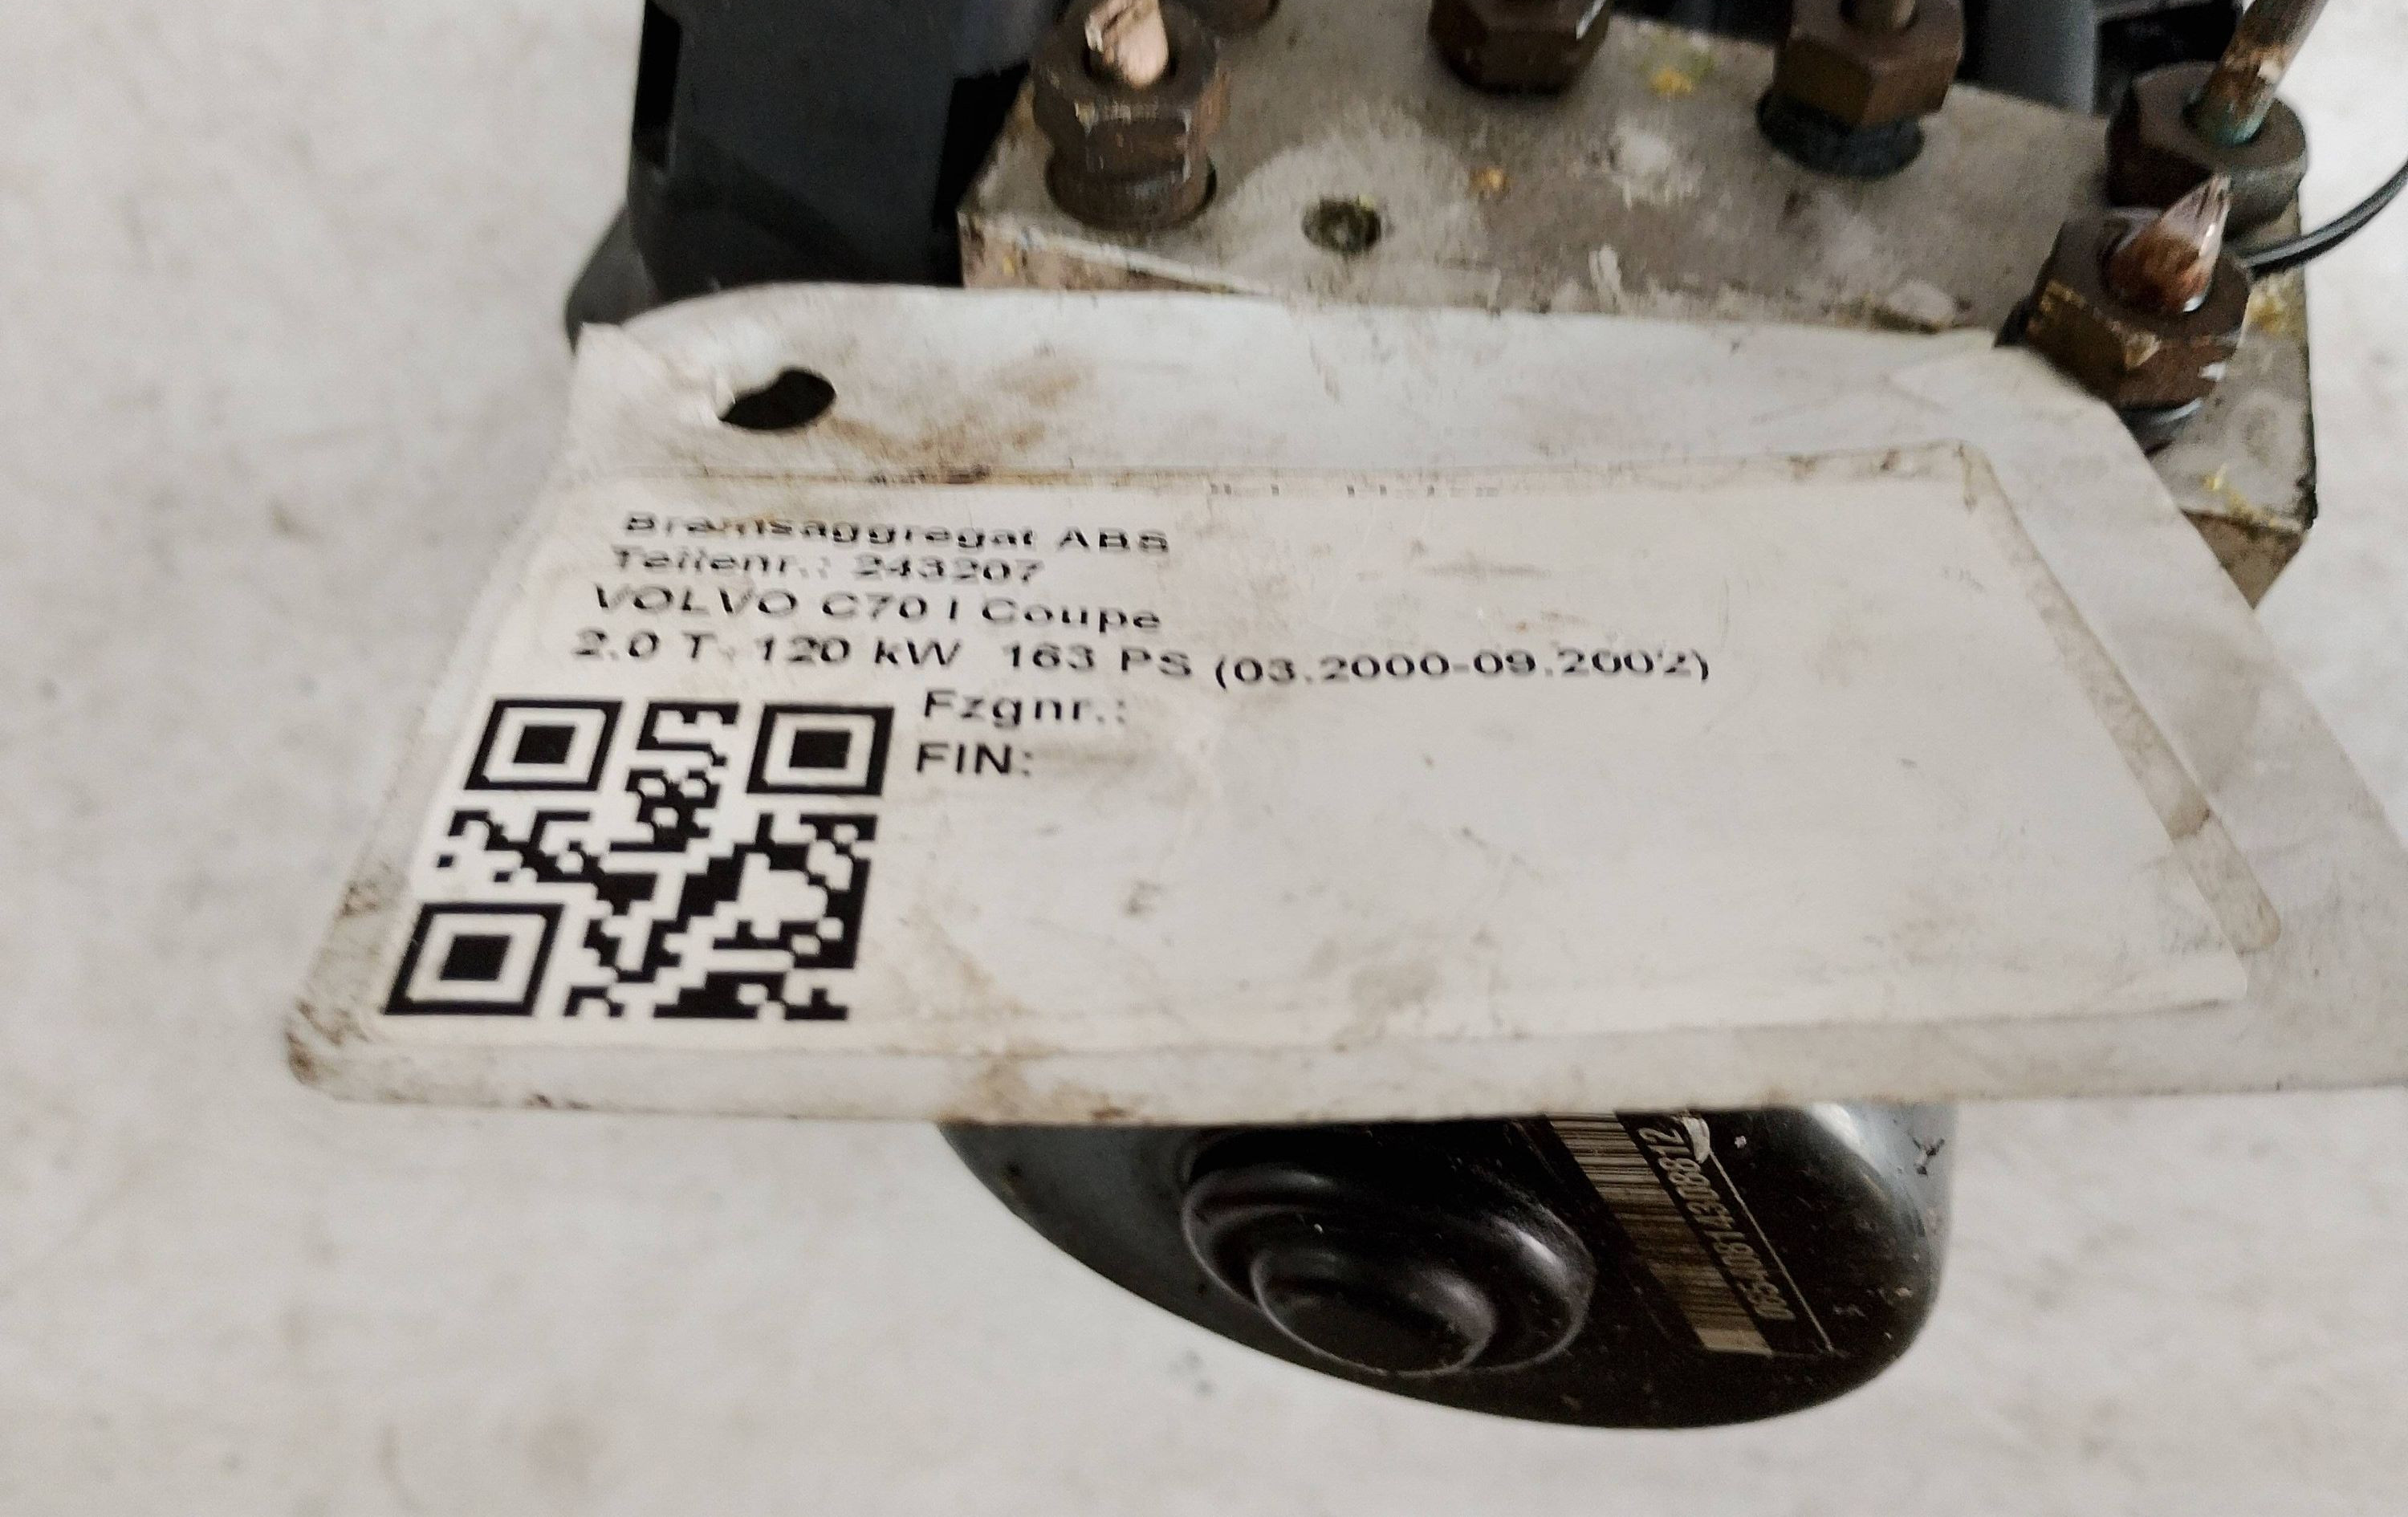 Bremsaggregat ABS
Teilenr.: 243207
VOLVO C70 I Coupe
2.0 T 120 kW 163 PS (03.2000-09.2002)
Fzgnr.:
FIN: